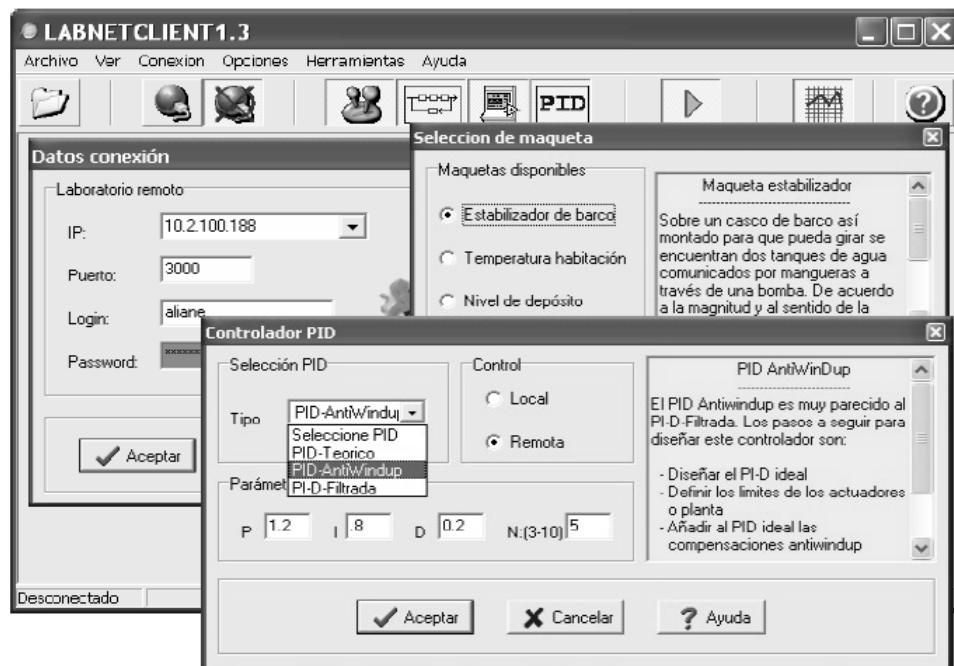 LABNETCLIENT1.3
Archivo Ver Conexion Opciones Herramientas Ayuda
PID
Datos conexión
Laboratorio remoto
IP: 10.2.100.188
Puerto: 3000
Login: aliane
Password: xxxxx
Aceptar
Desconectado
Seleccion de maqueta
Maquetas disponibles
Estabilizador de barco
Temperatura habitación
Nivel de depósito
Maqueta estabilizador
--------------------
Sobre un casco de barco así
montado para que pueda girar se
encuentran dos tanques de agua
comunicados por mangueras a
través de una bomba. De acuerdo
a la magnitud y al sentido de la
Controlador PID
Selección PID
Tipo PID-AntiWindu
Seleccione PID
PID-Teorico
PID-AntiWindup
PI-D-Filtrada
Control
Local
Remota
Parámet
P 1.2 I .8 D 0.2 N:(3-10) 5
PID AntiWinDup
--------------------
El PID Antiwindup es muy parecido al
PI-D-Filtrada. Los pasos a seguir para
diseñar este controlador son:
- Diseñar el PI-D ideal
- Definir los limites de los actuadores
o planta
- Añadir al PID ideal las
compensaciones antiwindup
Aceptar Cancelar Ayuda